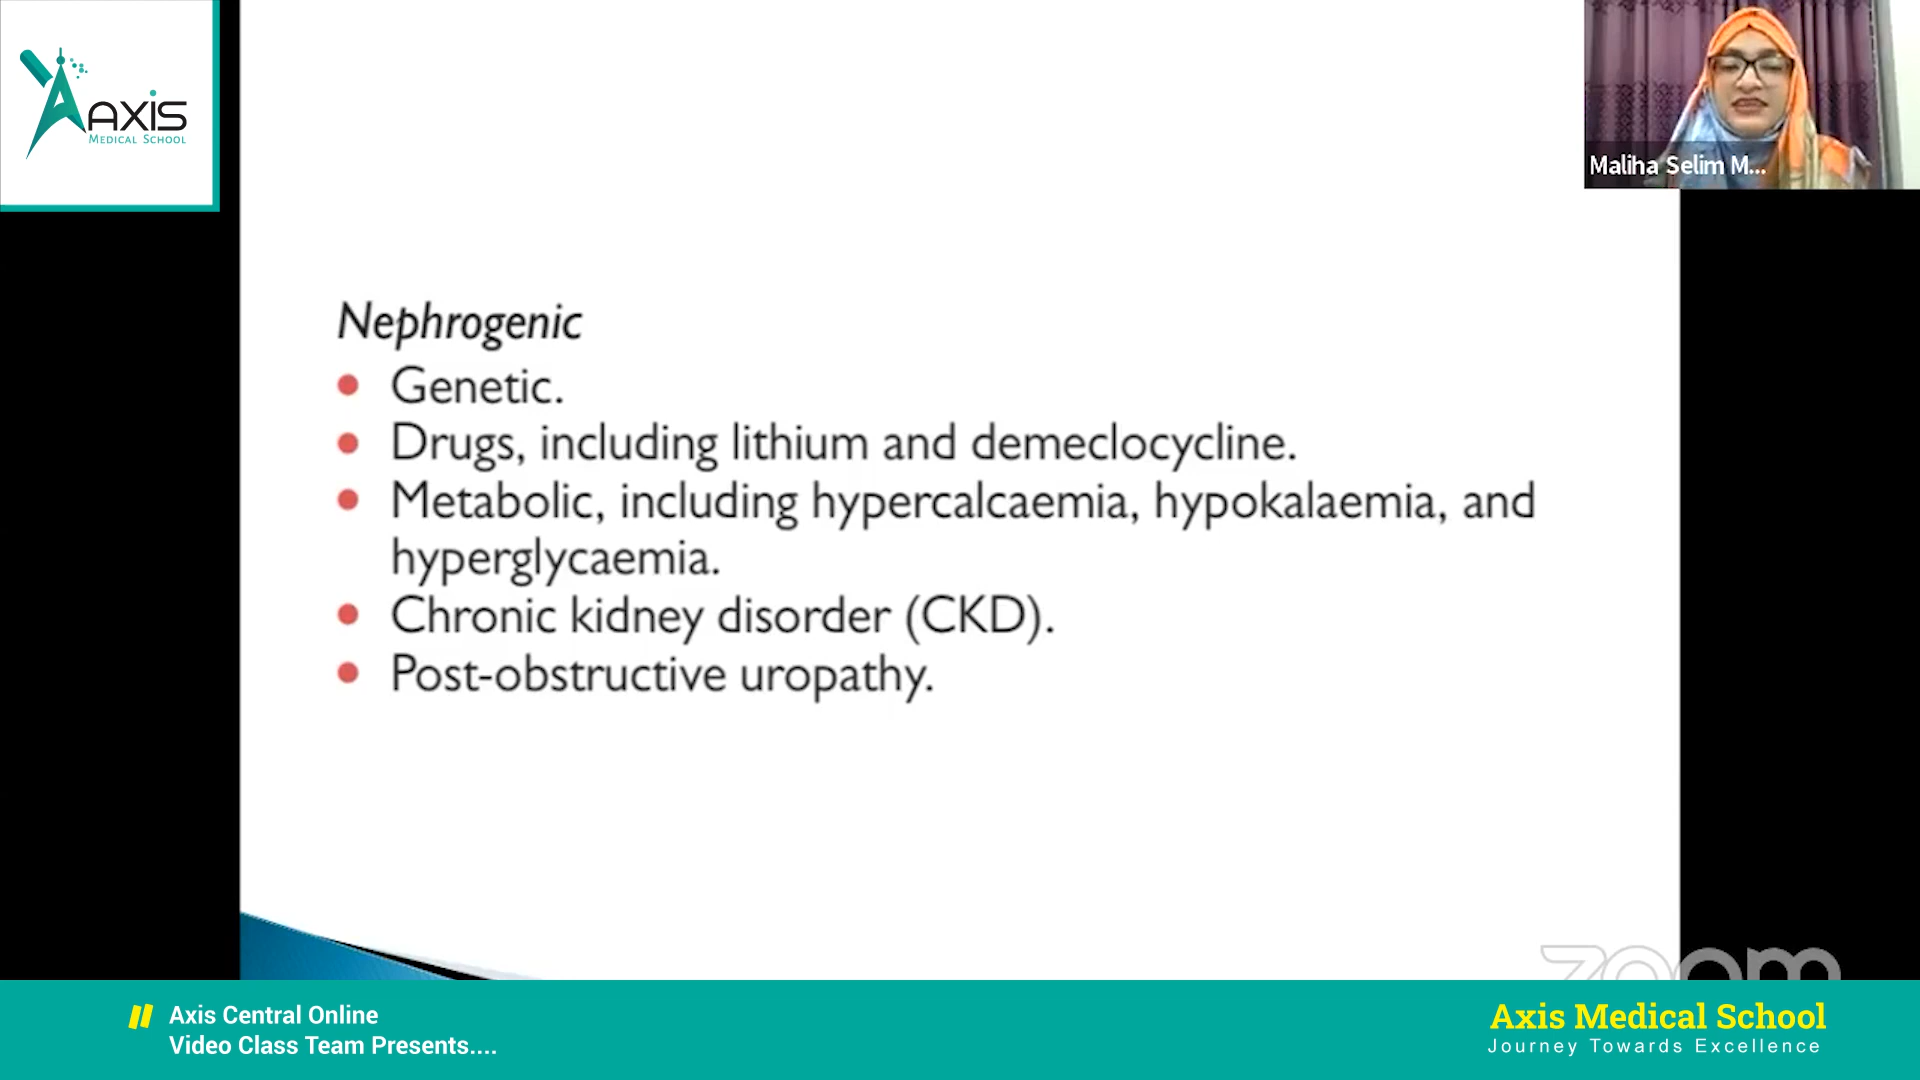 AXIS
MEDICAL SCHOOL
Maliha Selim M...
Nephrogenic
Genetic.
Drugs, including lithium and demeclocycline.
Metabolic, including hypercalcaemia, hypokalaemia, and
hyperglycaemia.
Chronic kidney disorder (CKD).
Post-obstructive uropathy.
zoom
Axis Central Online
Video Class Team Presents....
Axis Medical School
Journey Towards Excellence